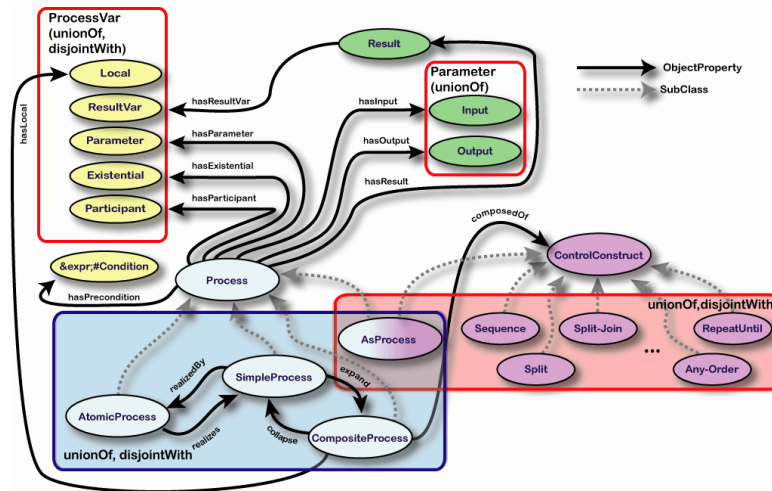 ProcessVar
(unionOf,
disjointWith)
Local
ResultVar
Parameter
Existential
Participant
hasLocal
Result
Parameter
(unionOf)
Input
Output
ObjectProperty
SubClass
hasResultVar
hasInput
hasParameter
hasOutput
hasExistential
hasResult
hasParticipant
composedOf
&expr;#Condition
hasPrecondition
Process
ControlConstruct
unionOf,disjointWith
AsProcess
Sequence
Split-Join
RepeatUntil
Split
...
Any-Order
realizedBy
SimpleProcess
expand
AtomicProcess
realizes
collapse
CompositeProcess
unionOf, disjointWith